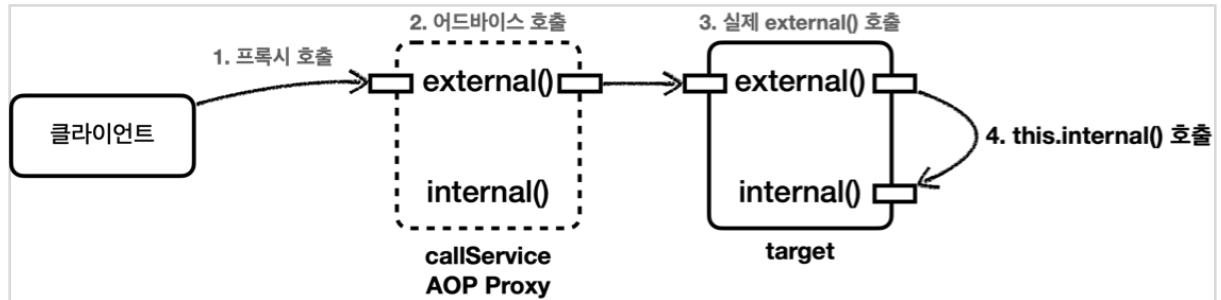 1. 프록시 호출
2. 어드바이스 호출
3. 실제 external() 호출
클라이언트
external()
external()
4. this.internal() 호출
internal()
internal()
callService
AOP Proxy
target